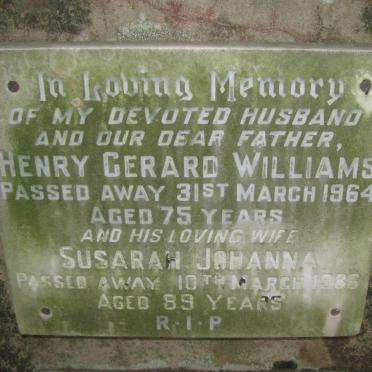 In Loving Memory
OF MY DEVOTED HUSBAND
AND OUR DEAR FATHER,
HENRY GERARD WILLIAMS
PASSED AWAY 31ST MARCH 1964
AGED 75 YEARS
AND HIS LOVING WIFE
SUSARAH JOHANNA
PASSED AWAY 10TH MARCH 1986
AGED 89 YEARS
R-I-P